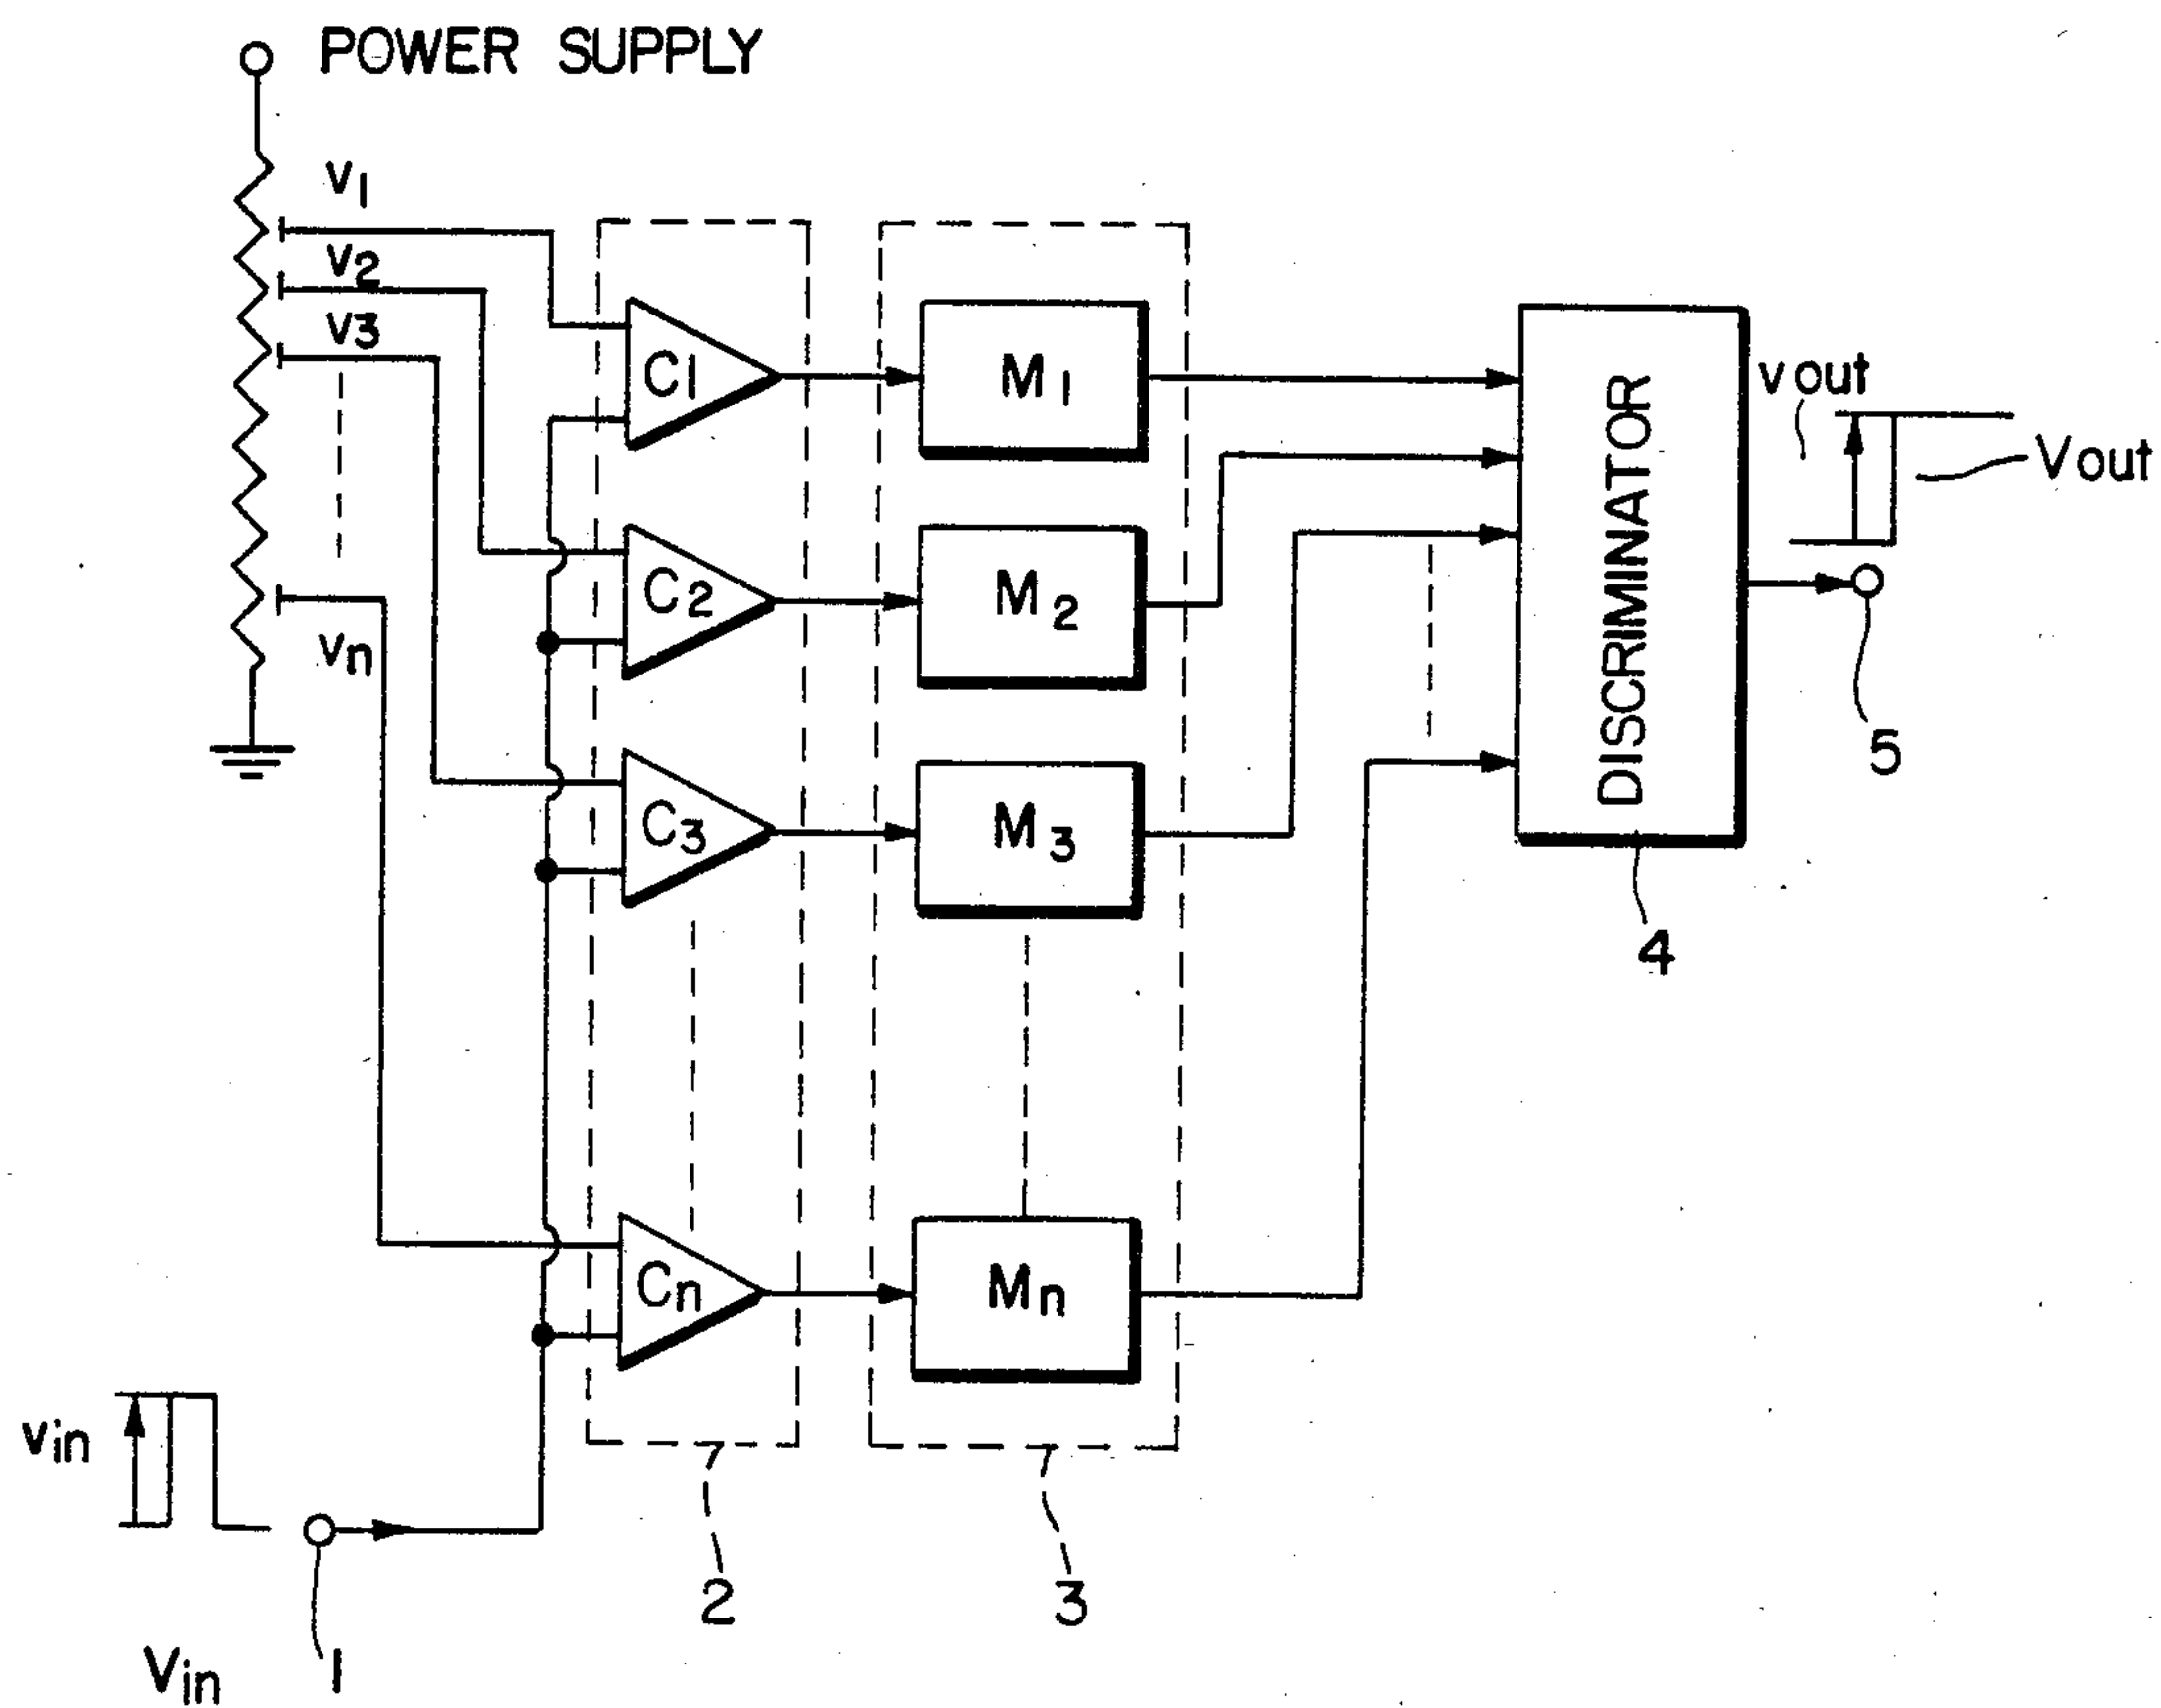 POWER SUPPLY
v1
v2
v3
vn
C1
C2
C3
Cn
M1
M2
M3
Mn
DISCRIMINATOR
vout
Vout
5
4
vin
Vin
1
2
3